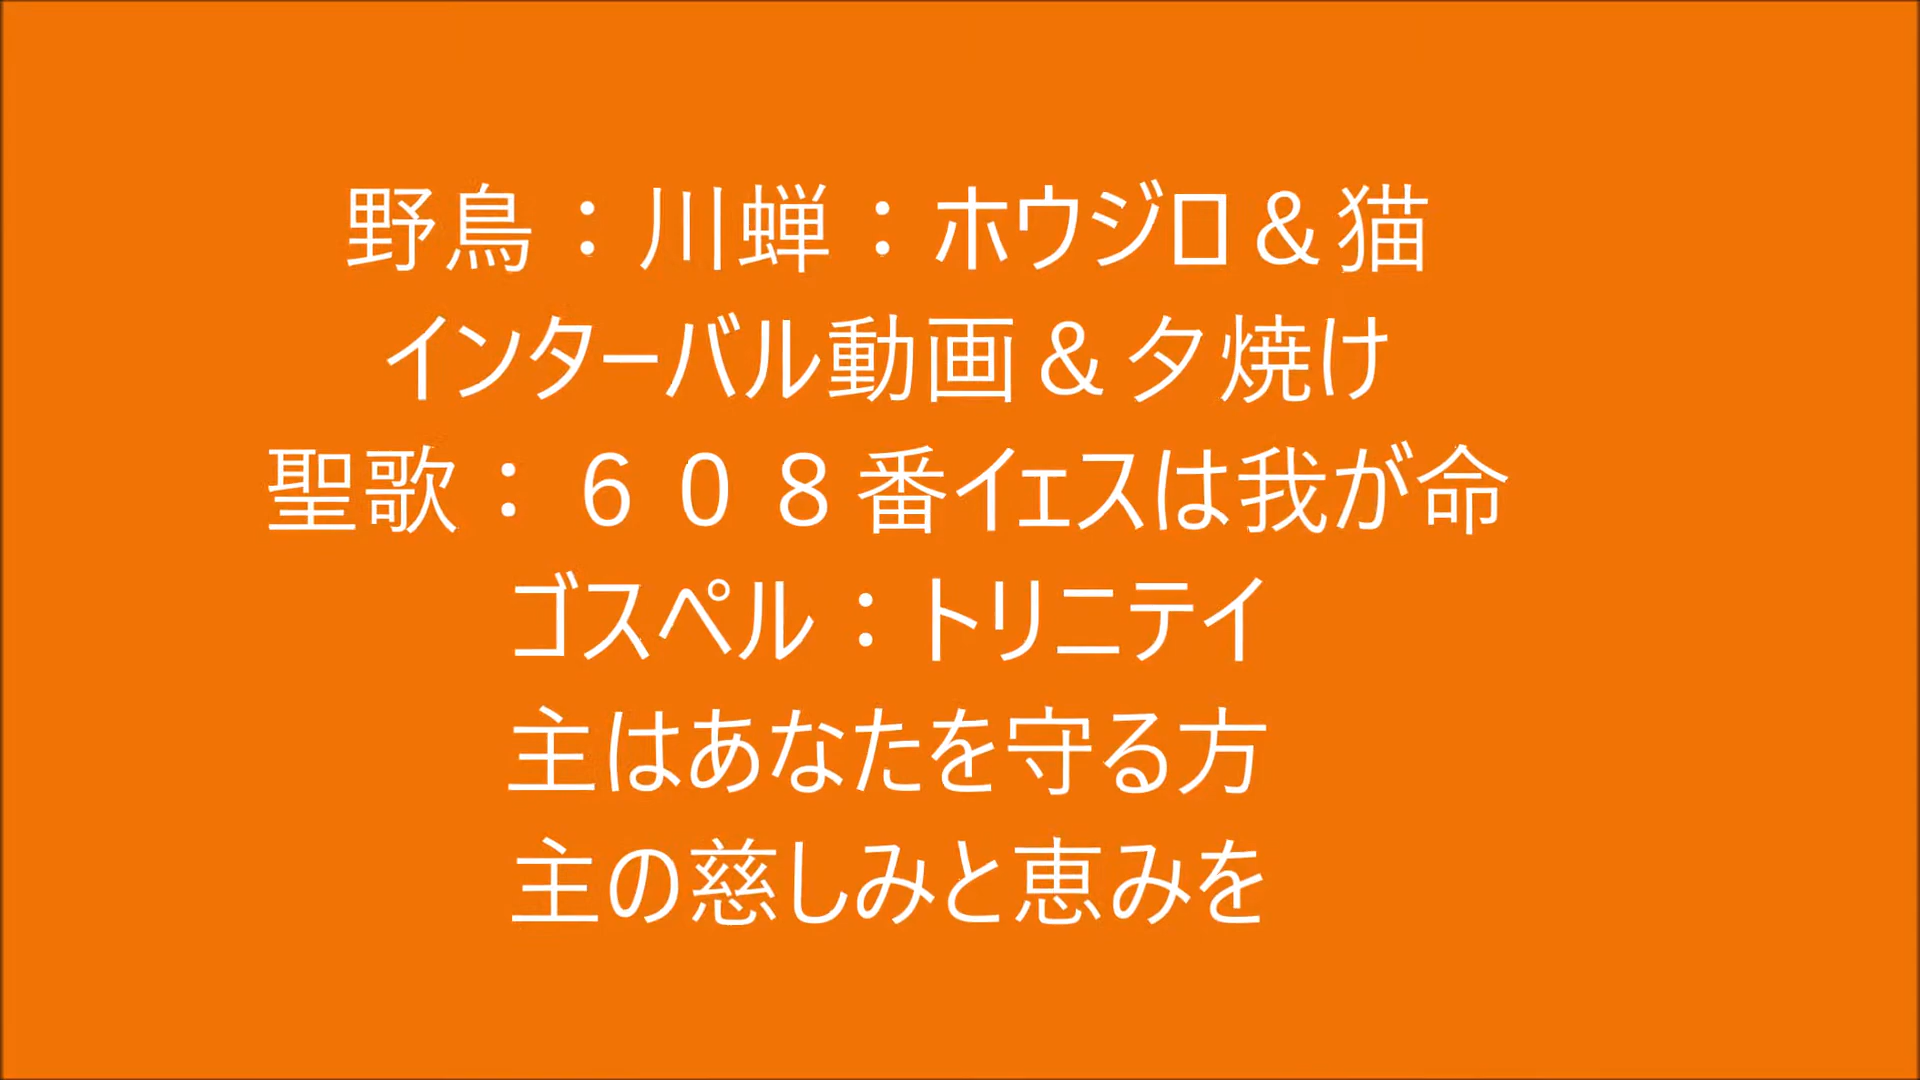 野鳥：川蝉：ホウジロ＆猫
インターバル動画＆夕焼け
聖歌：６０８番イエスは我が命
ゴスペル：トリニテイ
主はあなたを守る方
主の慈しみと恵みを